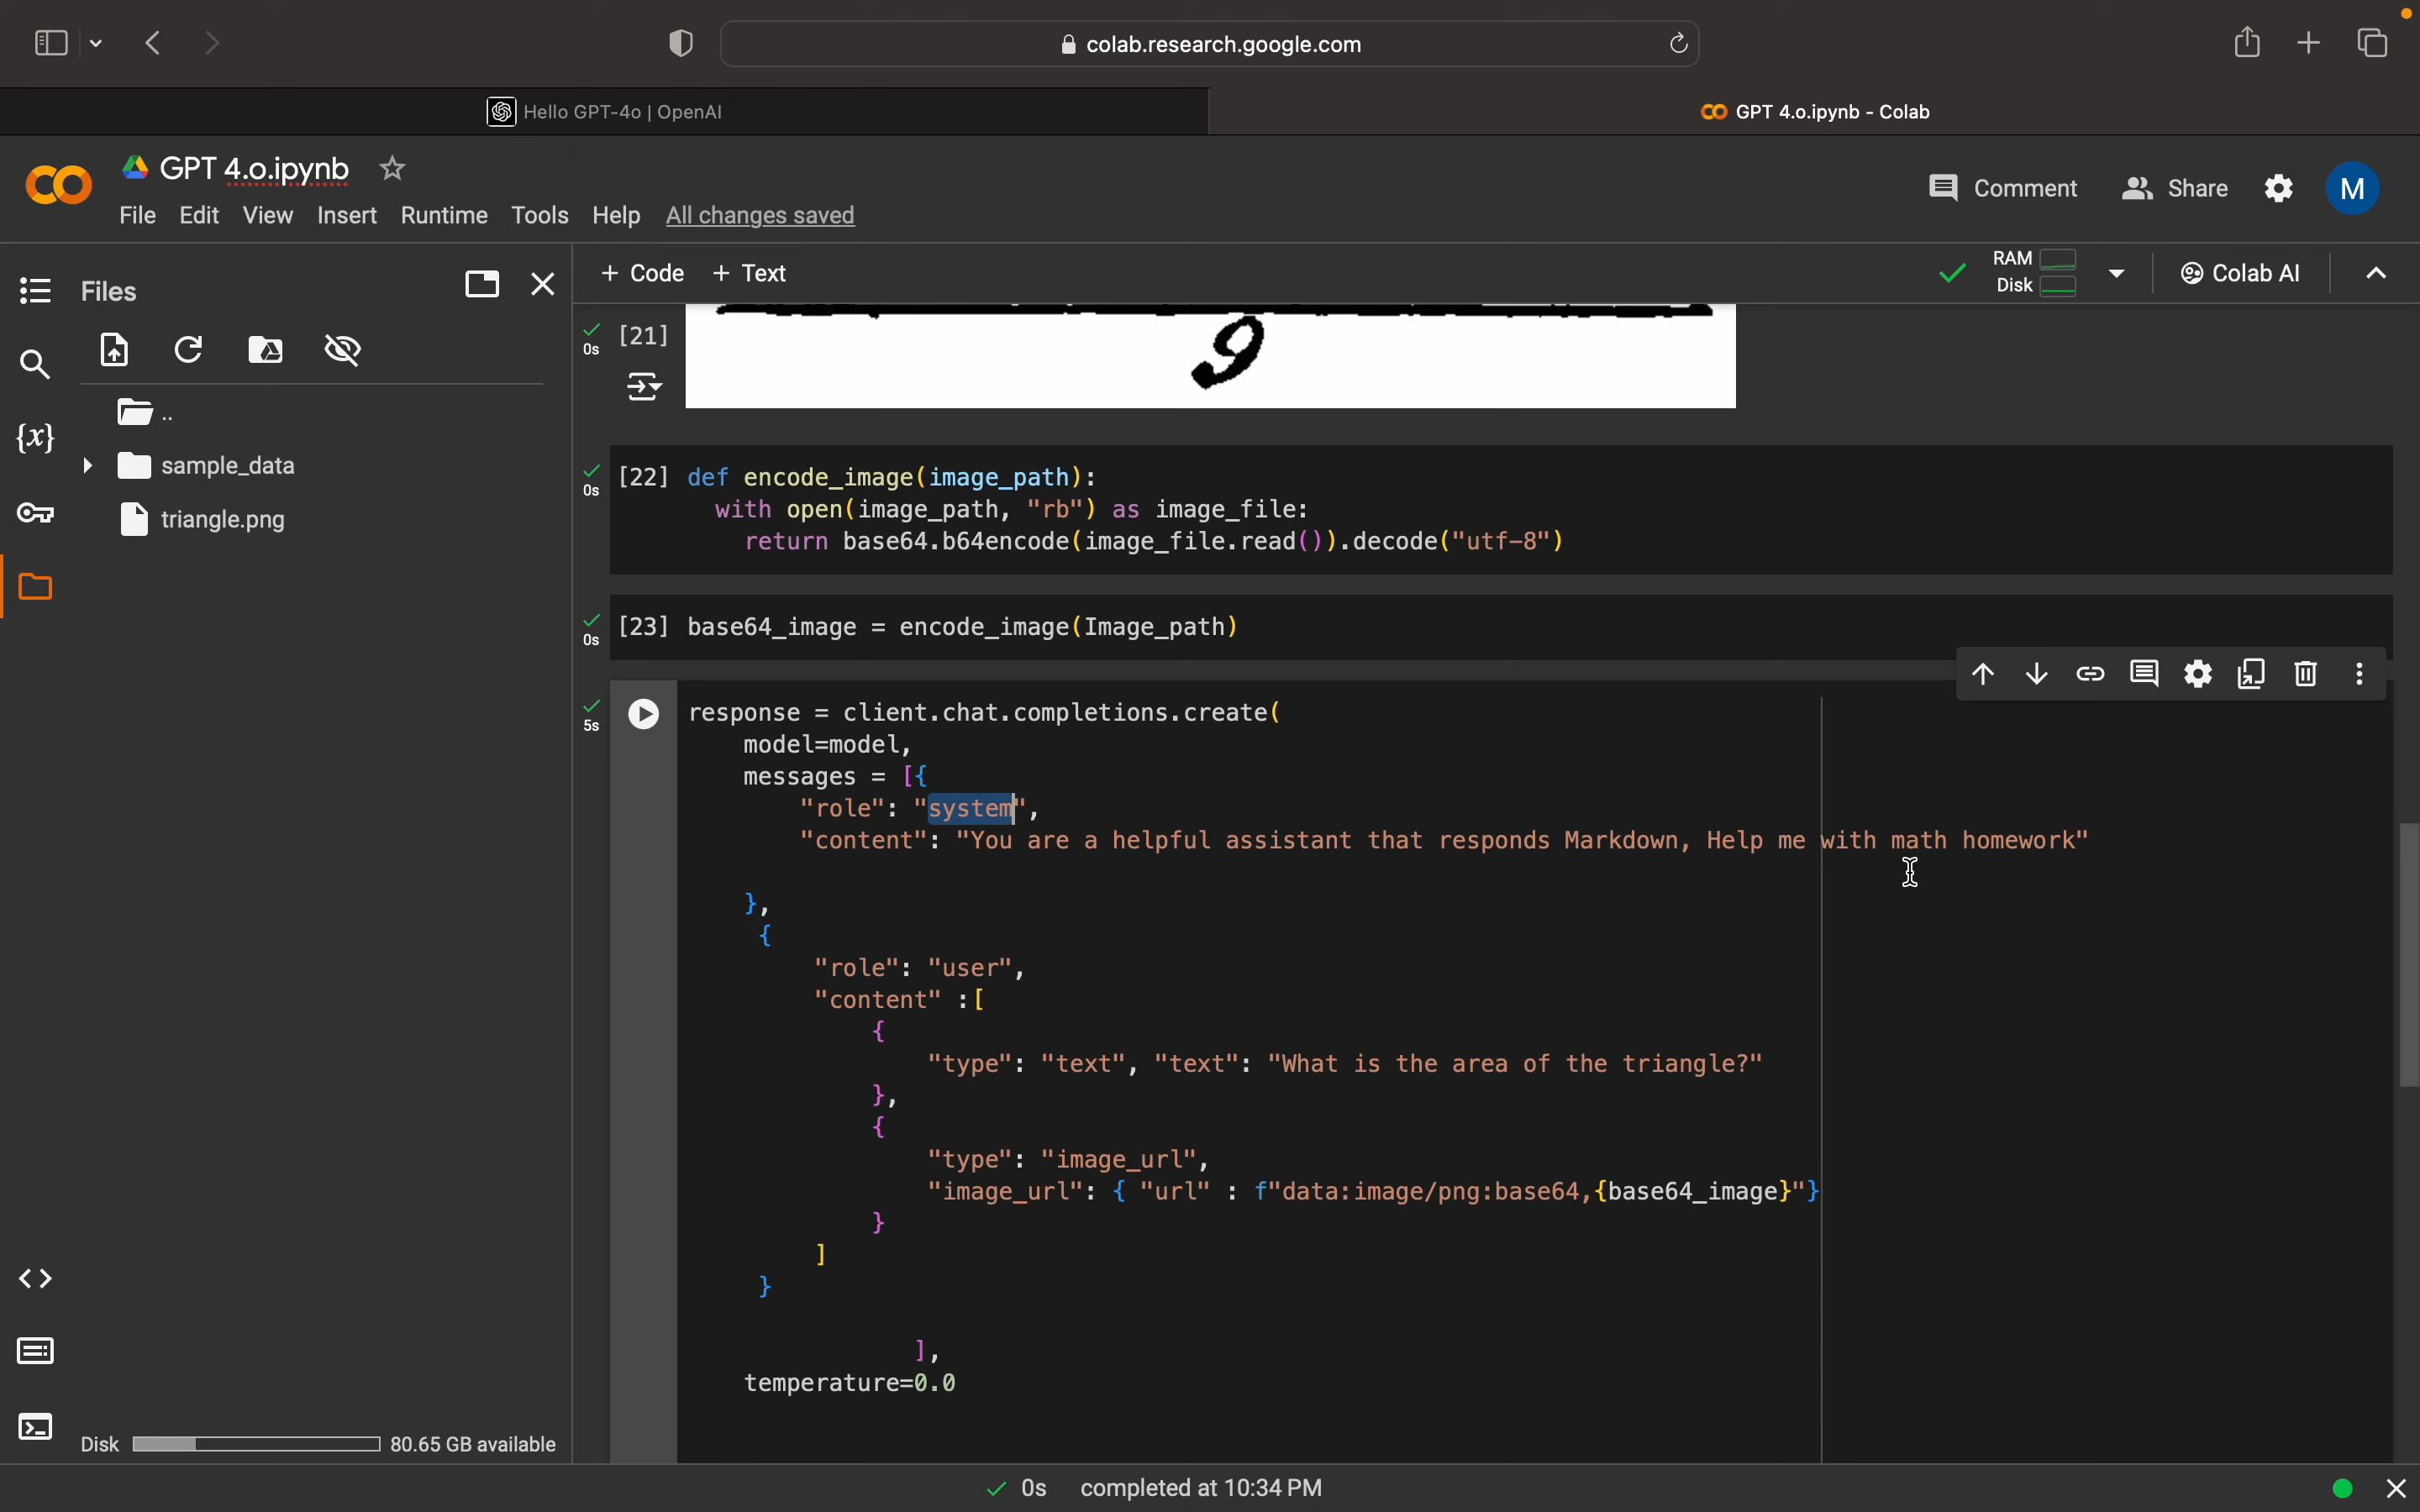 colab.research.google.com
Hello GPT-4o | OpenAI
GPT 4.o.ipynb - Colab
GPT 4.o.ipynb
Comment
Share
M
File Edit View Insert Runtime Tools Help All changes saved
Files
+ Code + Text
RAM
Disk
Colab AI
..
sample_data
triangle.png
0s
[21]
9
0s
[22] def encode_image(image_path):
with open(image_path, "rb") as image_file:
return base64.b64encode(image_file.read()).decode("utf-8")
0s
[23] base64_image = encode_image(Image_path)
5s
response = client.chat.completions.create(
model=model,
messages = [{
"role": "system",
"content": "You are a helpful assistant that responds Markdown, Help me with math homework"
},
{
"role": "user",
"content" :[
{
"type": "text", "text": "What is the area of the triangle?"
},
{
"type": "image_url",
"image_url": { "url" : f"data:image/png:base64,{base64_image}"}
}
]
}
],
temperature=0.0
Disk 80.65 GB available
0s completed at 10:34 PM